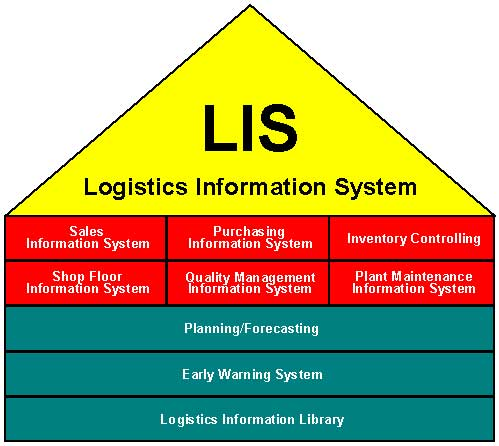 LIS
Logistics Information System
Sales
Information System
Purchasing
Information System
Inventory Controlling
Shop Floor
Information System
Quality Management
Information System
Plant Maintenance
Information System
Planning/Forecasting
Early Warning System
Logistics Information Library